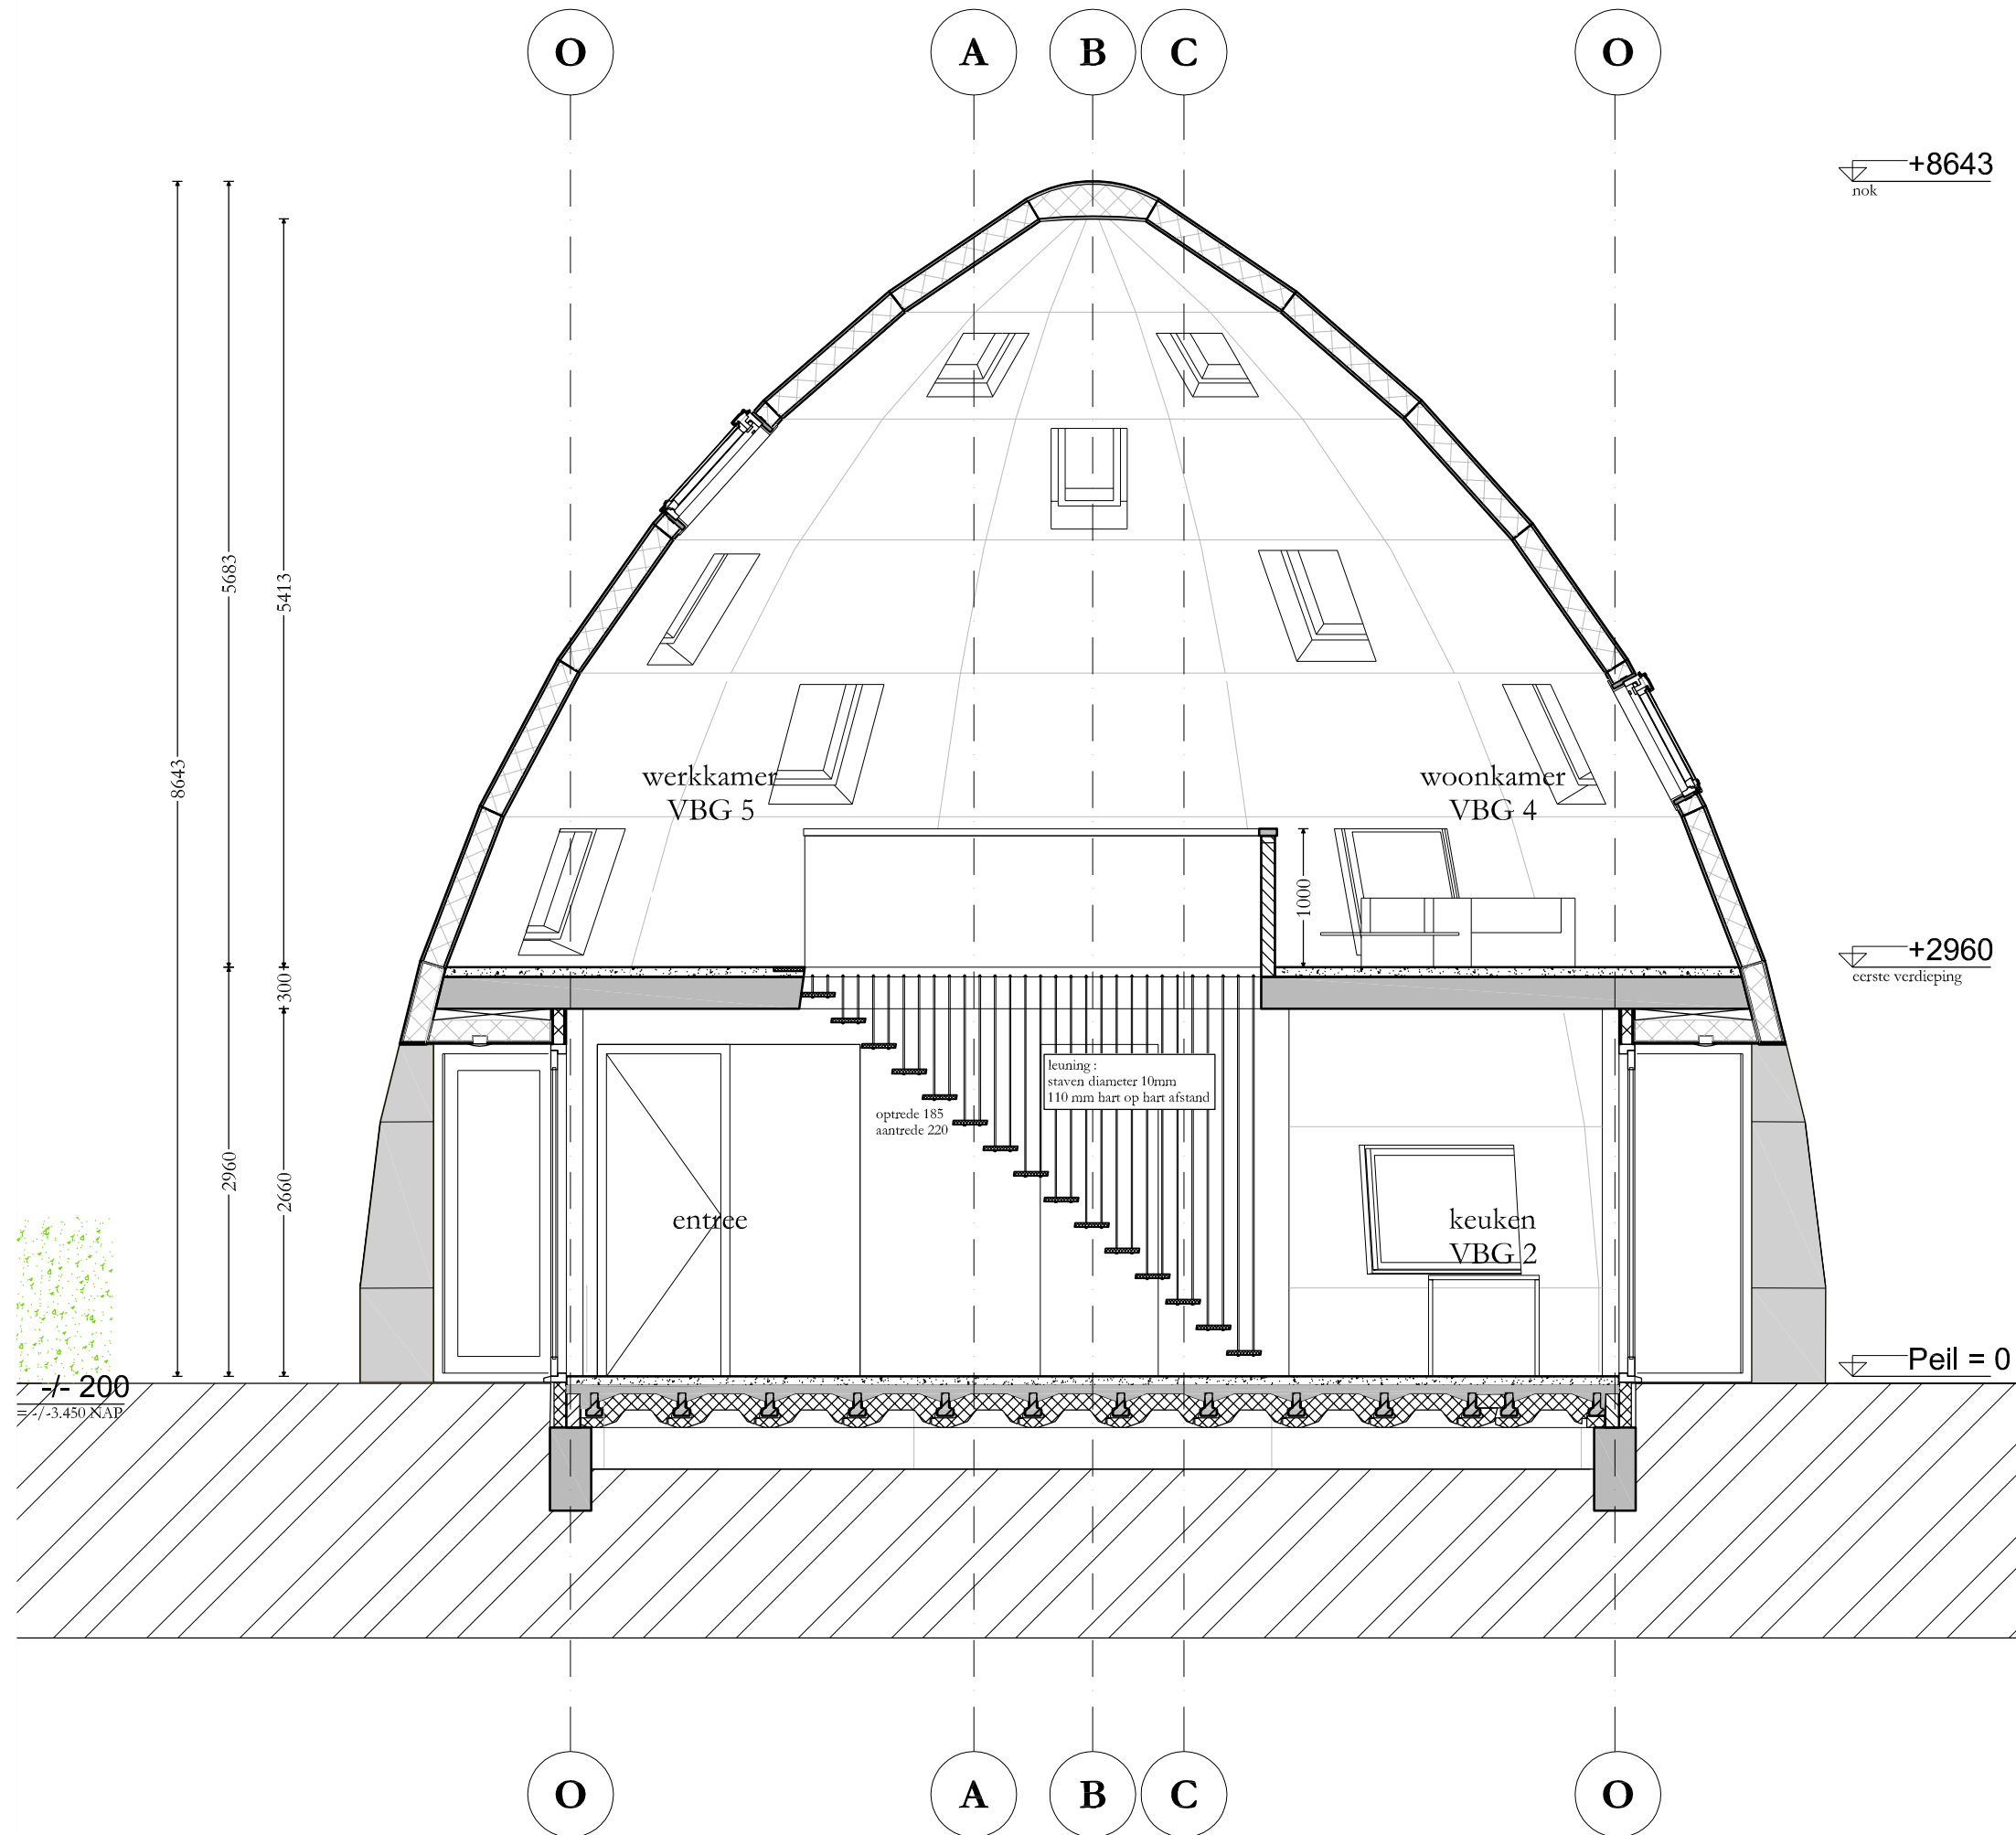 O A B C O
+8643
nok
5683
5413
8643
werkkamer
VBG 5
woonkamer
VBG 4
1000
+2960
eerste verdieping
300
leuning :
staven diameter 10mm
110 mm hart op hart afstand
optrede 185
aantrede 220
2960
2660
entree
keuken
VBG 2
Peil = 0
-/- 200
= -/-3.450 NAP
O A B C O